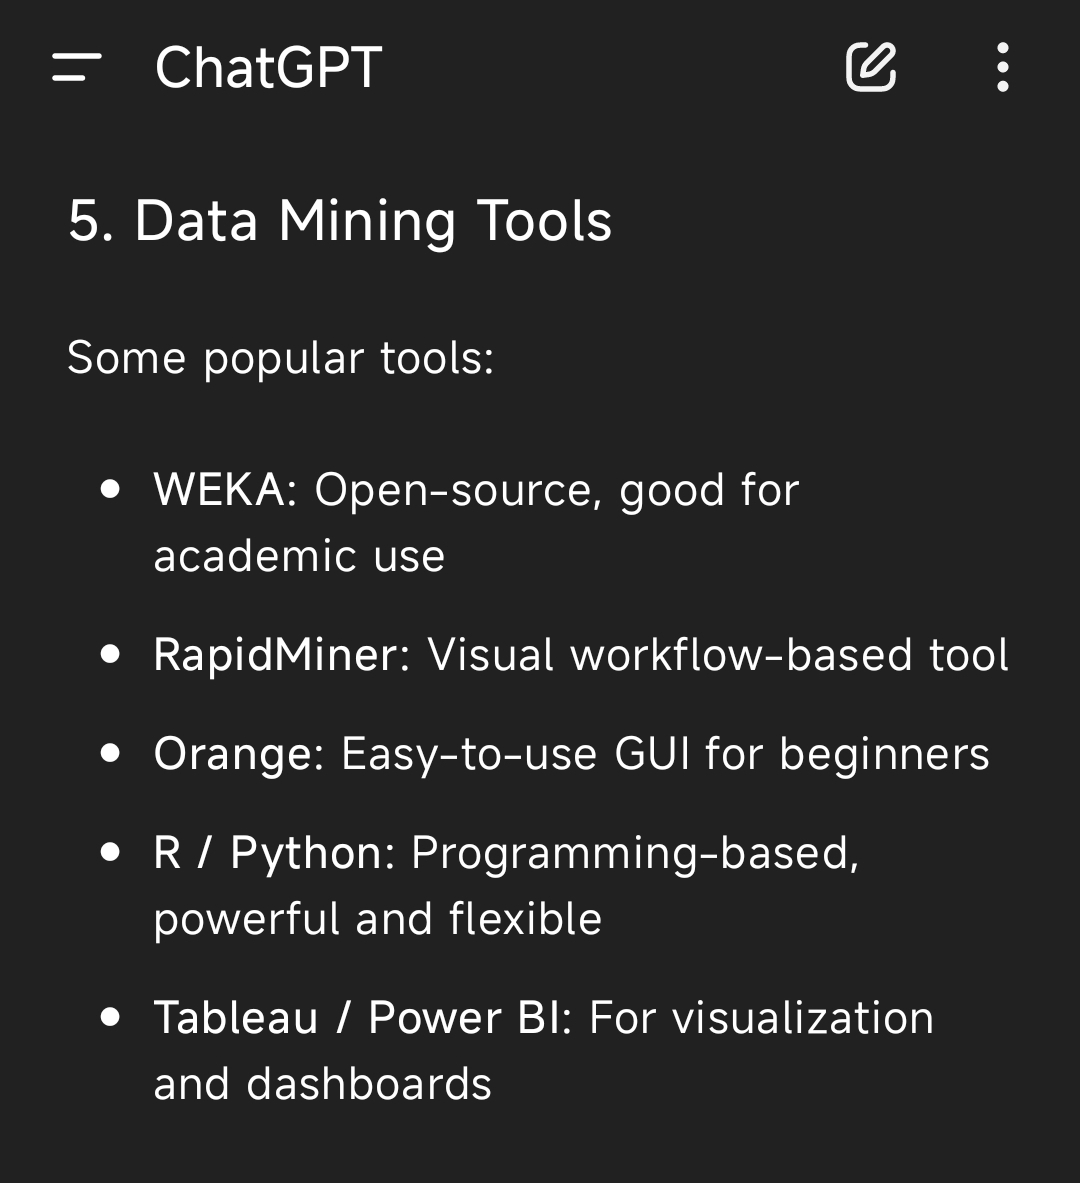 ChatGPT
5. Data Mining Tools
Some popular tools:
• WEKA: Open-source, good for
academic use
• RapidMiner: Visual workflow-based tool
• Orange: Easy-to-use GUI for beginners
• R / Python: Programming-based,
powerful and flexible
• Tableau / Power BI: For visualization
and dashboards